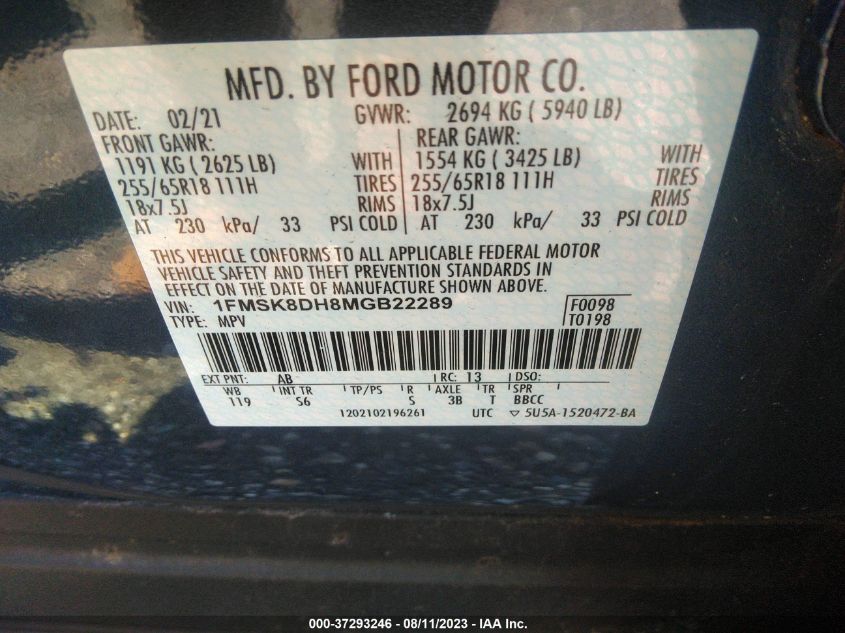 MFD. BY FORD MOTOR CO.
DATE: 02/21 GVWR: 2694 KG ( 5940 LB)
FRONT GAWR: REAR GAWR:
1191 KG ( 2625 LB) WITH 1554 KG ( 3425 LB) WITH
255/65R18 111H TIRES 255/65R18 111H TIRES
18x7.5J RIMS 18x7.5J RIMS
AT 230 kPa/ 33 PSI COLD AT 230 kPa/ 33 PSI COLD
THIS VEHICLE CONFORMS TO ALL APPLICABLE FEDERAL MOTOR
VEHICLE SAFETY AND THEFT PREVENTION STANDARDS IN
EFFECT ON THE DATE OF MANUFACTURE SHOWN ABOVE.
VIN: 1FMSK8DH8MGB22289 F0098
TYPE: MPV T0198
EXT PNT: AB RC: 13 DSO:
WB INT TR TP/PS R AXLE TR SPR
119 S6 S 3B T BBCC
1202102196261 UTC ▽ 5U5A-1520472-BA
000-37293246 - 08/11/2023 - IAA Inc.